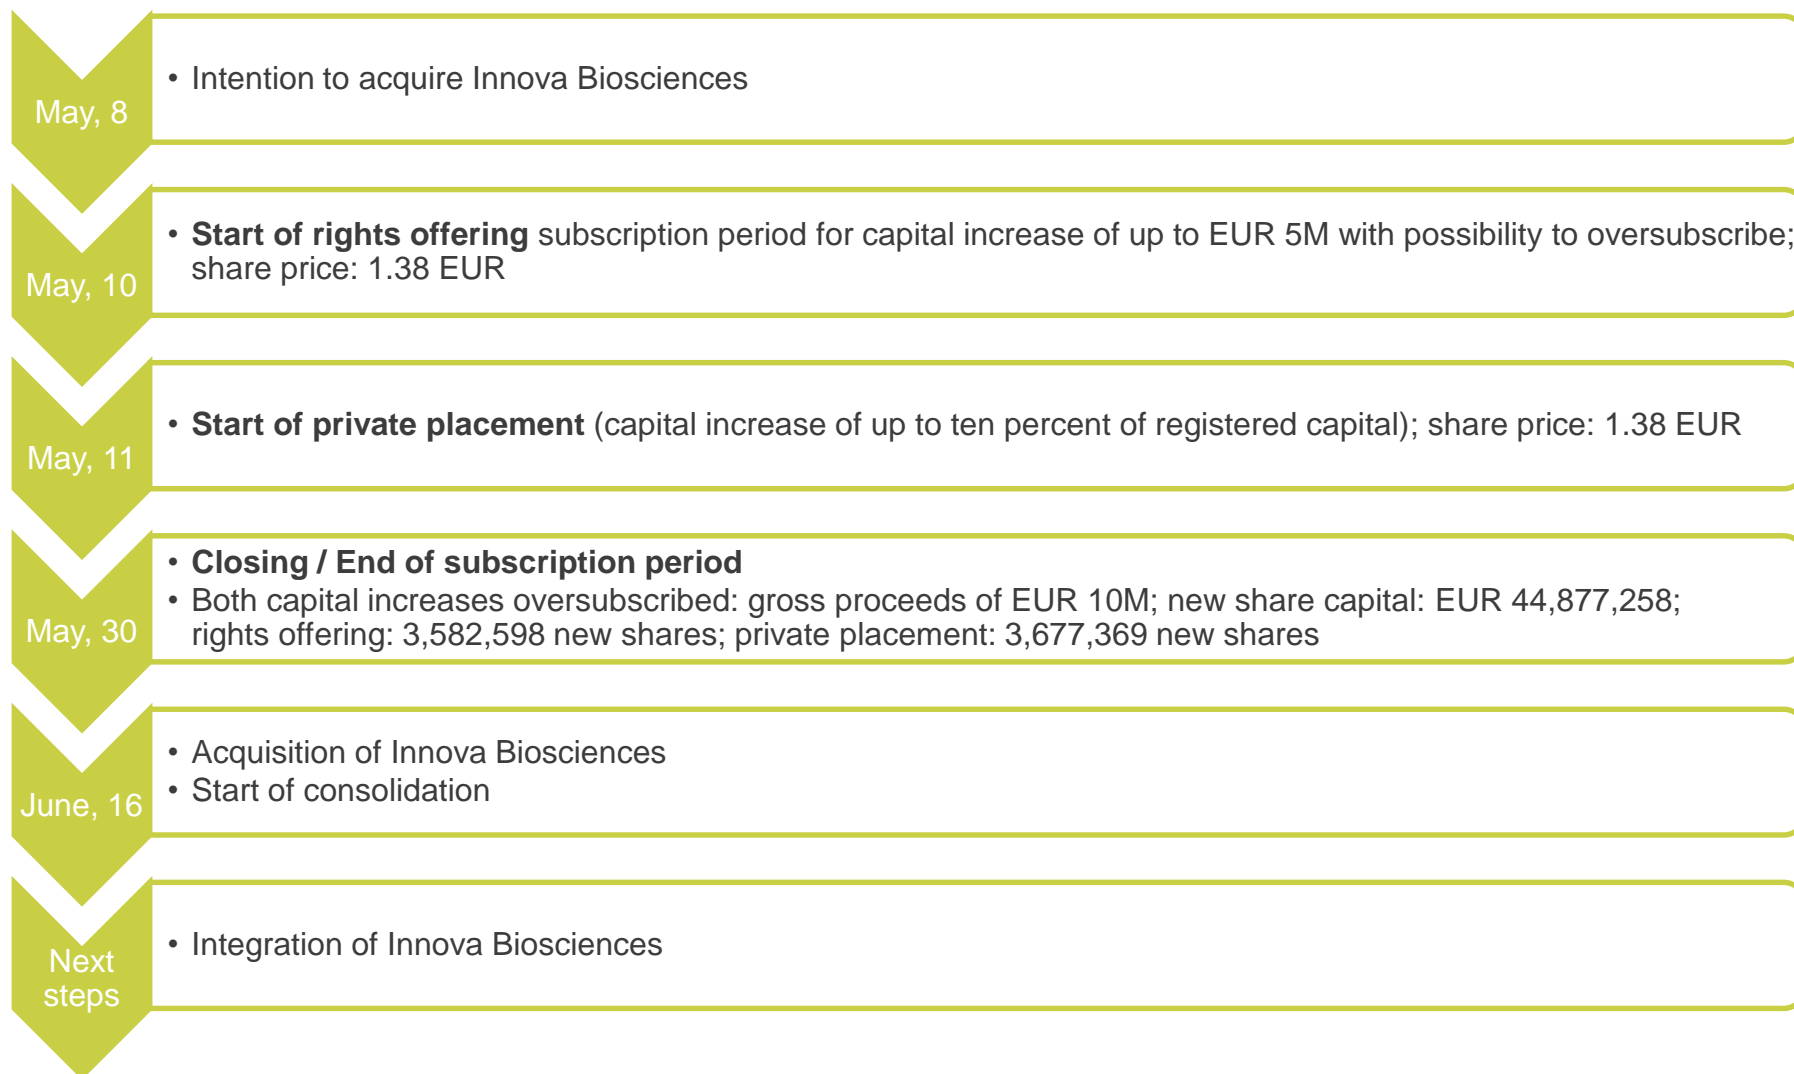 May, 8
• Intention to acquire Innova Biosciences
May, 10
• Start of rights offering subscription period for capital increase of up to EUR 5M with possibility to oversubscribe;
share price: 1.38 EUR
May, 11
• Start of private placement (capital increase of up to ten percent of registered capital); share price: 1.38 EUR
May, 30
• Closing / End of subscription period
• Both capital increases oversubscribed: gross proceeds of EUR 10M; new share capital: EUR 44,877,258;
rights offering: 3,582,598 new shares; private placement: 3,677,369 new shares
June, 16
• Acquisition of Innova Biosciences
• Start of consolidation
Next
steps
• Integration of Innova Biosciences